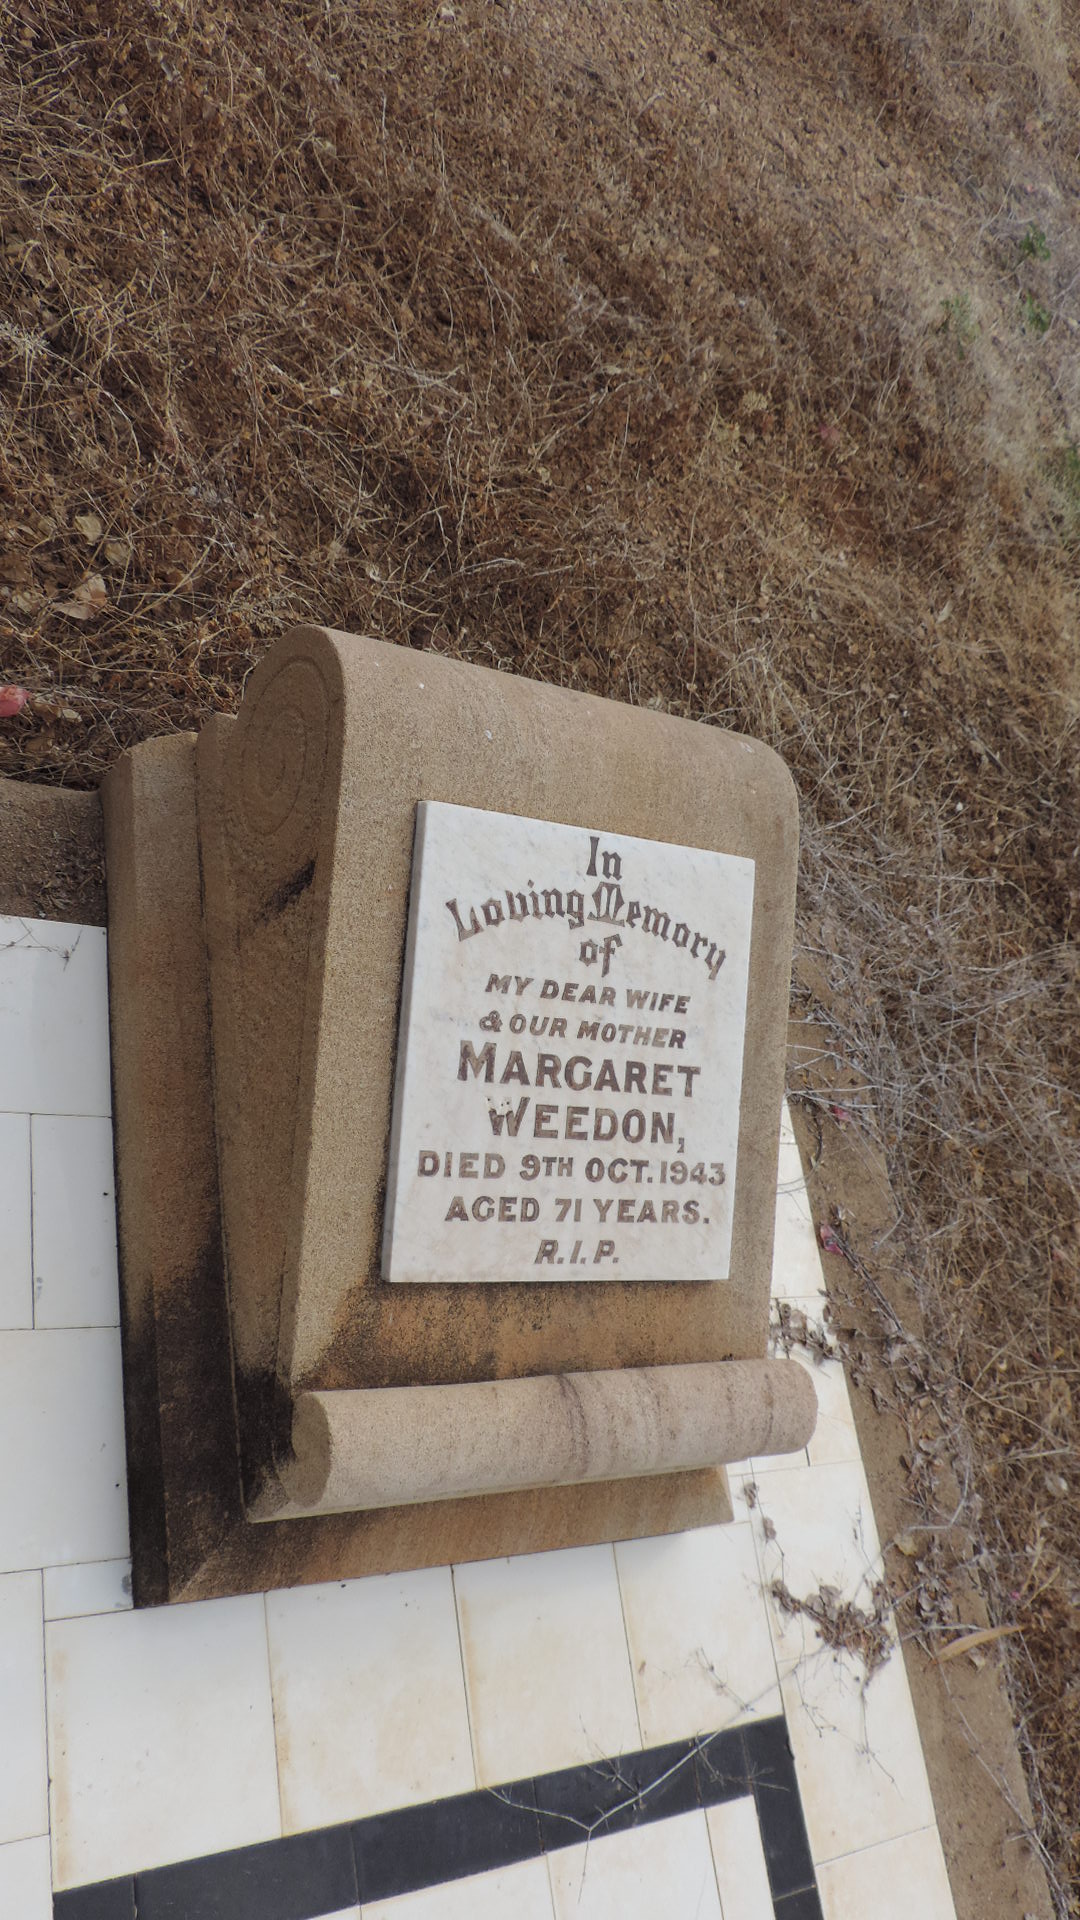 In
Loving Memory
of
MY DEAR WIFE
& OUR MOTHER
MARGARET
WEEDON,
DIED 9TH OCT. 1943
AGED 71 YEARS.
R.I.P.